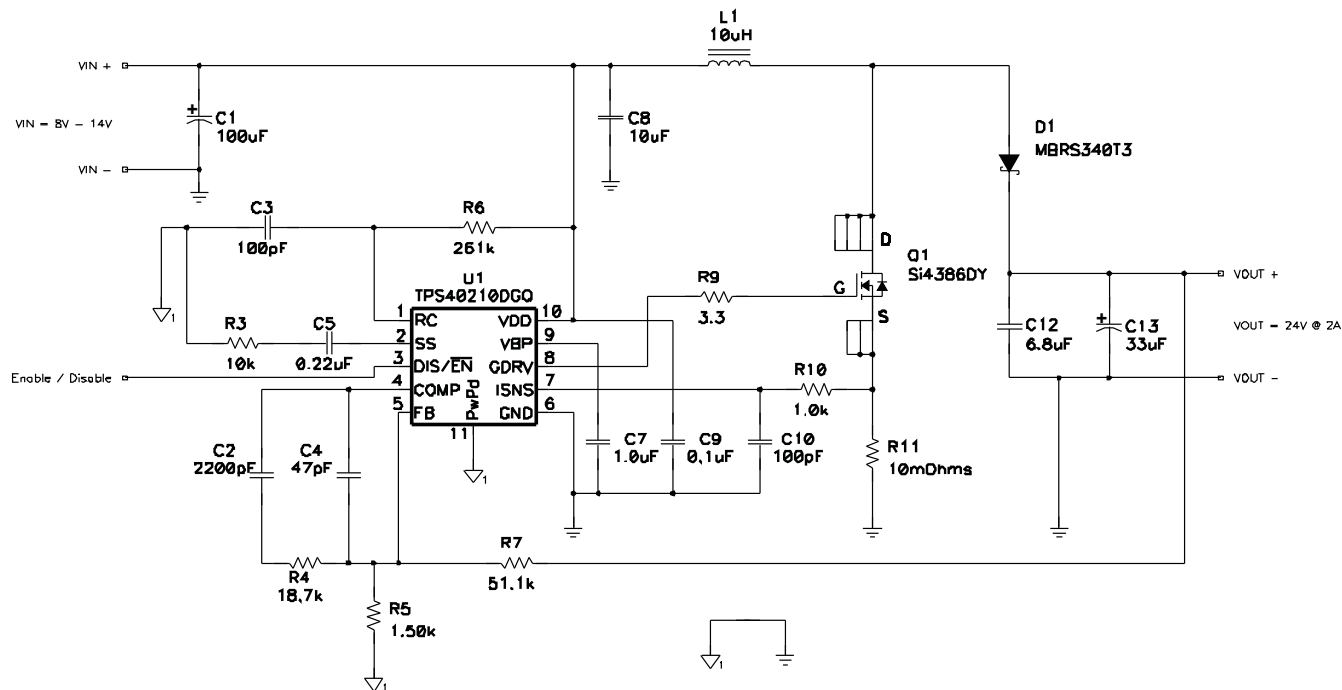 L1
10uH
VIN +
VIN = 8V – 14V
C1
100uF
VIN –
C8
10uF
D1
MBRS340T3
C3
100pF
R6
261k
D
Q1
Si4386DY
G
S
1
U1
TPS40210DGQ
R9
3.3
1 RC VDD 10
2 SS VBP 9
3 DIS/EN GDRV 8
4 COMP ISNS 7
5 FB GND 6
PwPd
11
R3
10k
C5
0.22uF
Enable / Disable
VOUT +
VOUT = 24V @ 2A
VOUT –
C12
6.8uF
C13
33uF
R10
1.0k
C2
2200pF
C4
47pF
1
C7
1.0uF
C9
0.1uF
C10
100pF
R11
10mOhms
R4
18.7k
R7
51.1k
R5
1.50k
1
1